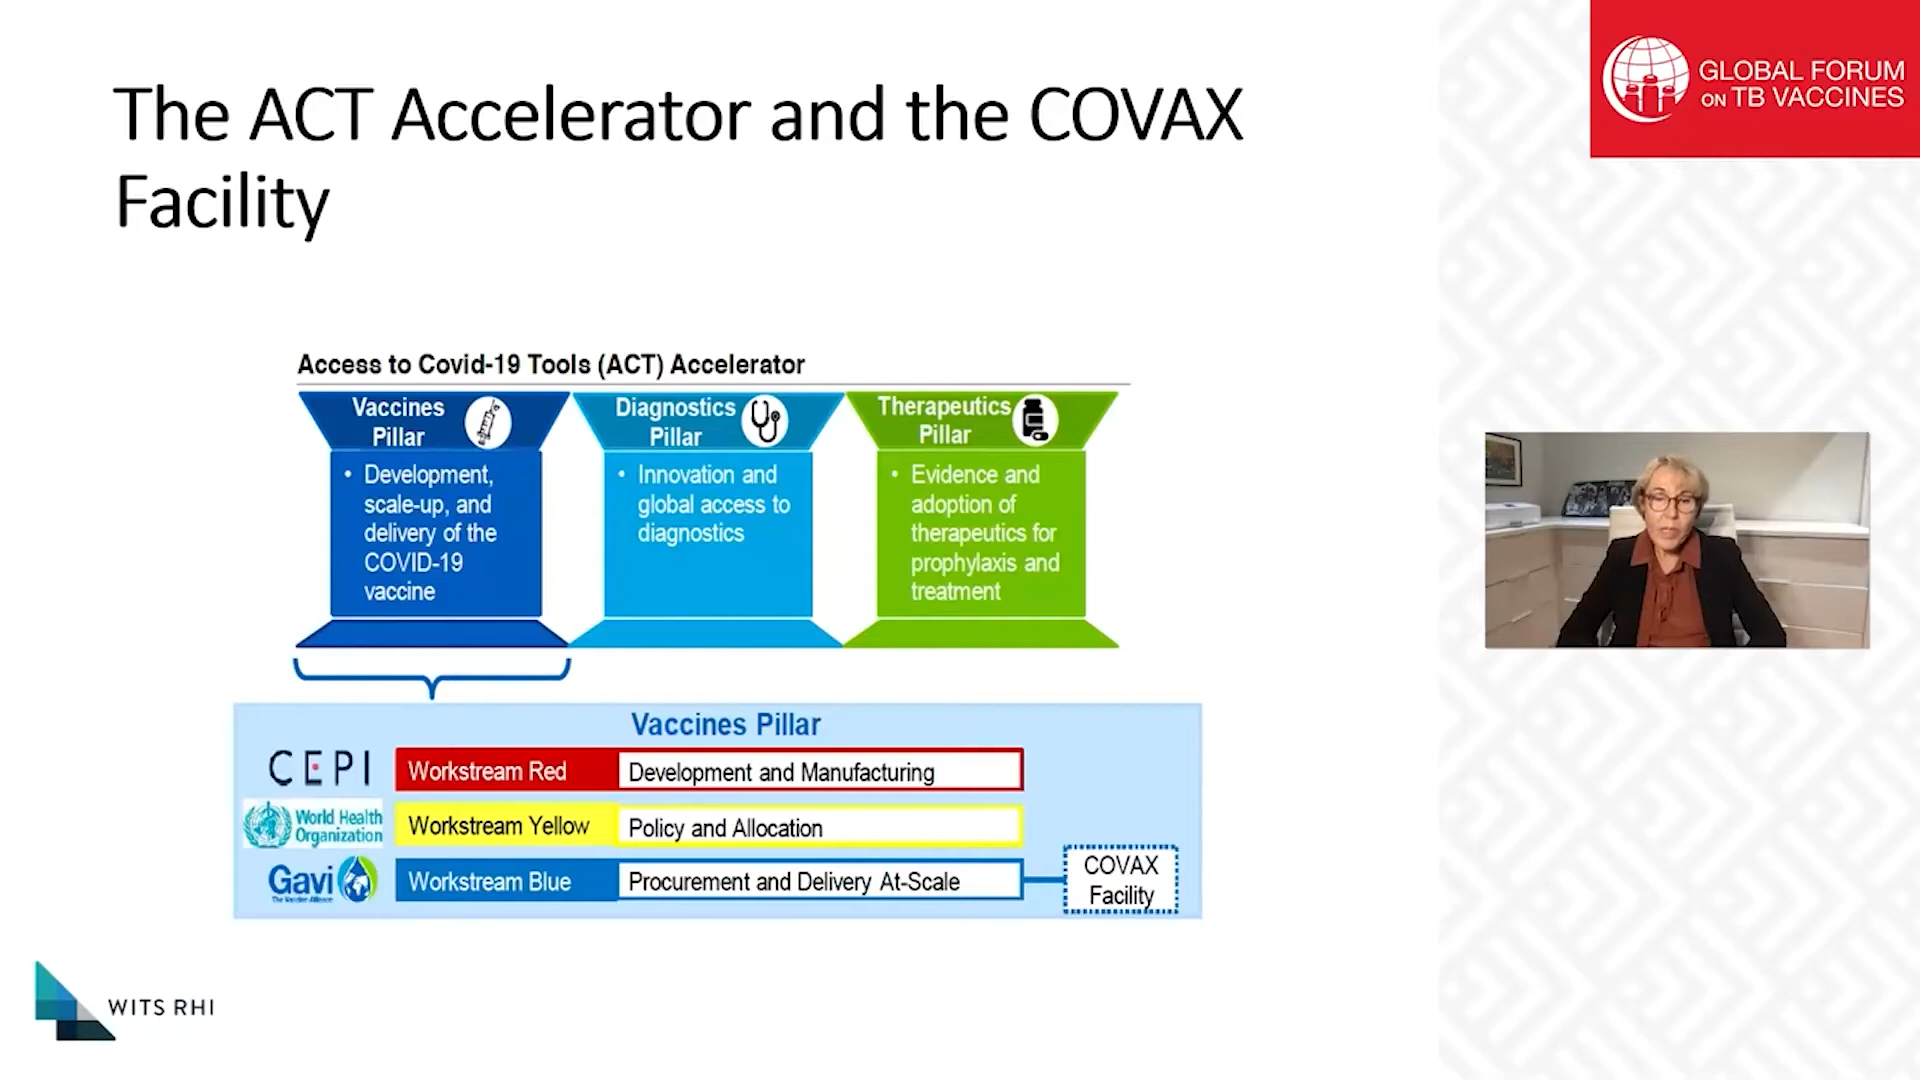 The ACT Accelerator and the COVAX
Facility
GLOBAL FORUM
ON TB VACCINES
Access to Covid-19 Tools (ACT) Accelerator
Vaccines
Pillar
• Development,
scale-up, and
delivery of the
COVID-19
vaccine
Diagnostics
Pillar
• Innovation and
global access to
diagnostics
Therapeutics
Pillar
• Evidence and
adoption of
therapeutics for
prophylaxis and
treatment
Vaccines Pillar
CEPI
Workstream Red
Development and Manufacturing
World Health
Organization
Workstream Yellow
Policy and Allocation
Gavi
The Vaccine Alliance
Workstream Blue
Procurement and Delivery At-Scale
COVAX
Facility
WITS RHI